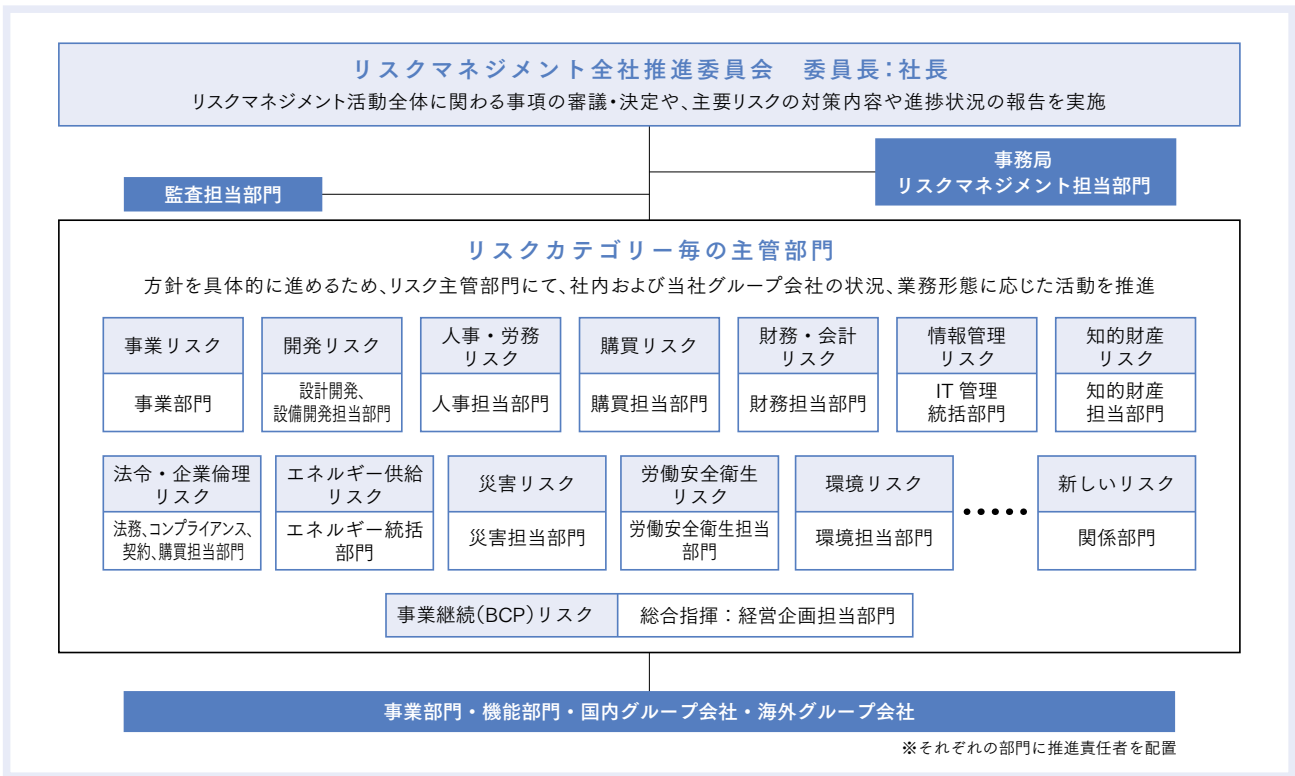 リスクマネジメント全社推進委員会　委員長：社長
リスクマネジメント活動全体に関わる事項の審議・決定や、主要リスクの対策内容や進捗状況の報告を実施
事務局
リスクマネジメント担当部門
監査担当部門
リスクカテゴリー毎の主管部門
方針を具体的に進めるため、リスク主管部門にて、社内および当社グループ会社の状況、業務形態に応じた活動を推進
事業リスク
事業部門
開発リスク
設計開発、
設備開発担当部門
人事・労務
リスク
人事担当部門
購買リスク
購買担当部門
財務・会計
リスク
財務担当部門
情報管理
リスク
IT 管理
統括部門
知的財産
リスク
知的財産
担当部門
法令・企業倫理
リスク
法務、コンプライアンス、
契約、購買担当部門
エネルギー供給
リスク
エネルギー統括
部門
災害リスク
災害担当部門
労働安全衛生
リスク
労働安全衛生担当
部門
環境リスク
環境担当部門
•••••
新しいリスク
関係部門
事業継続(BCP)リスク
総合指揮：経営企画担当部門
事業部門・機能部門・国内グループ会社・海外グループ会社
※それぞれの部門に推進責任者を配置